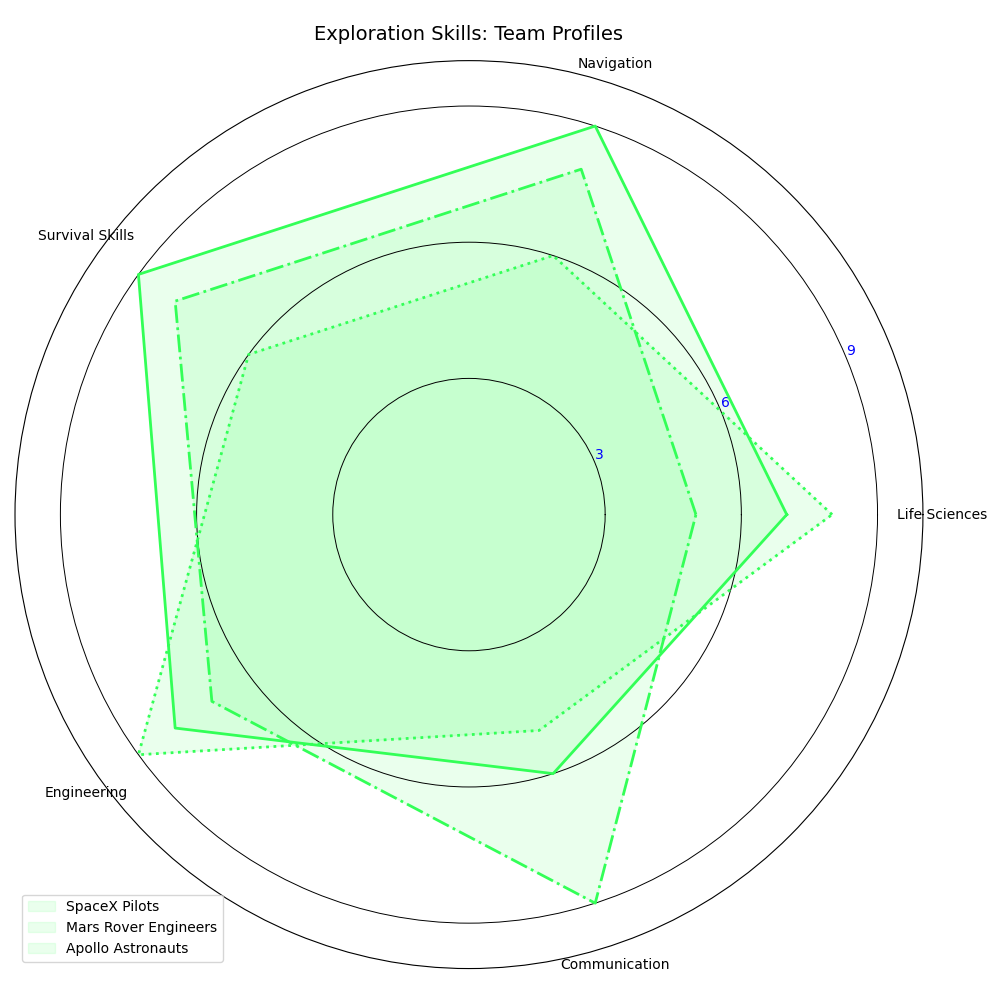 Exploration Skills: Team Profiles
Navigation
Survival Skills
9
6
3
Life Sciences
Engineering
Communication
SpaceX Pilots
Mars Rover Engineers
Apollo Astronauts